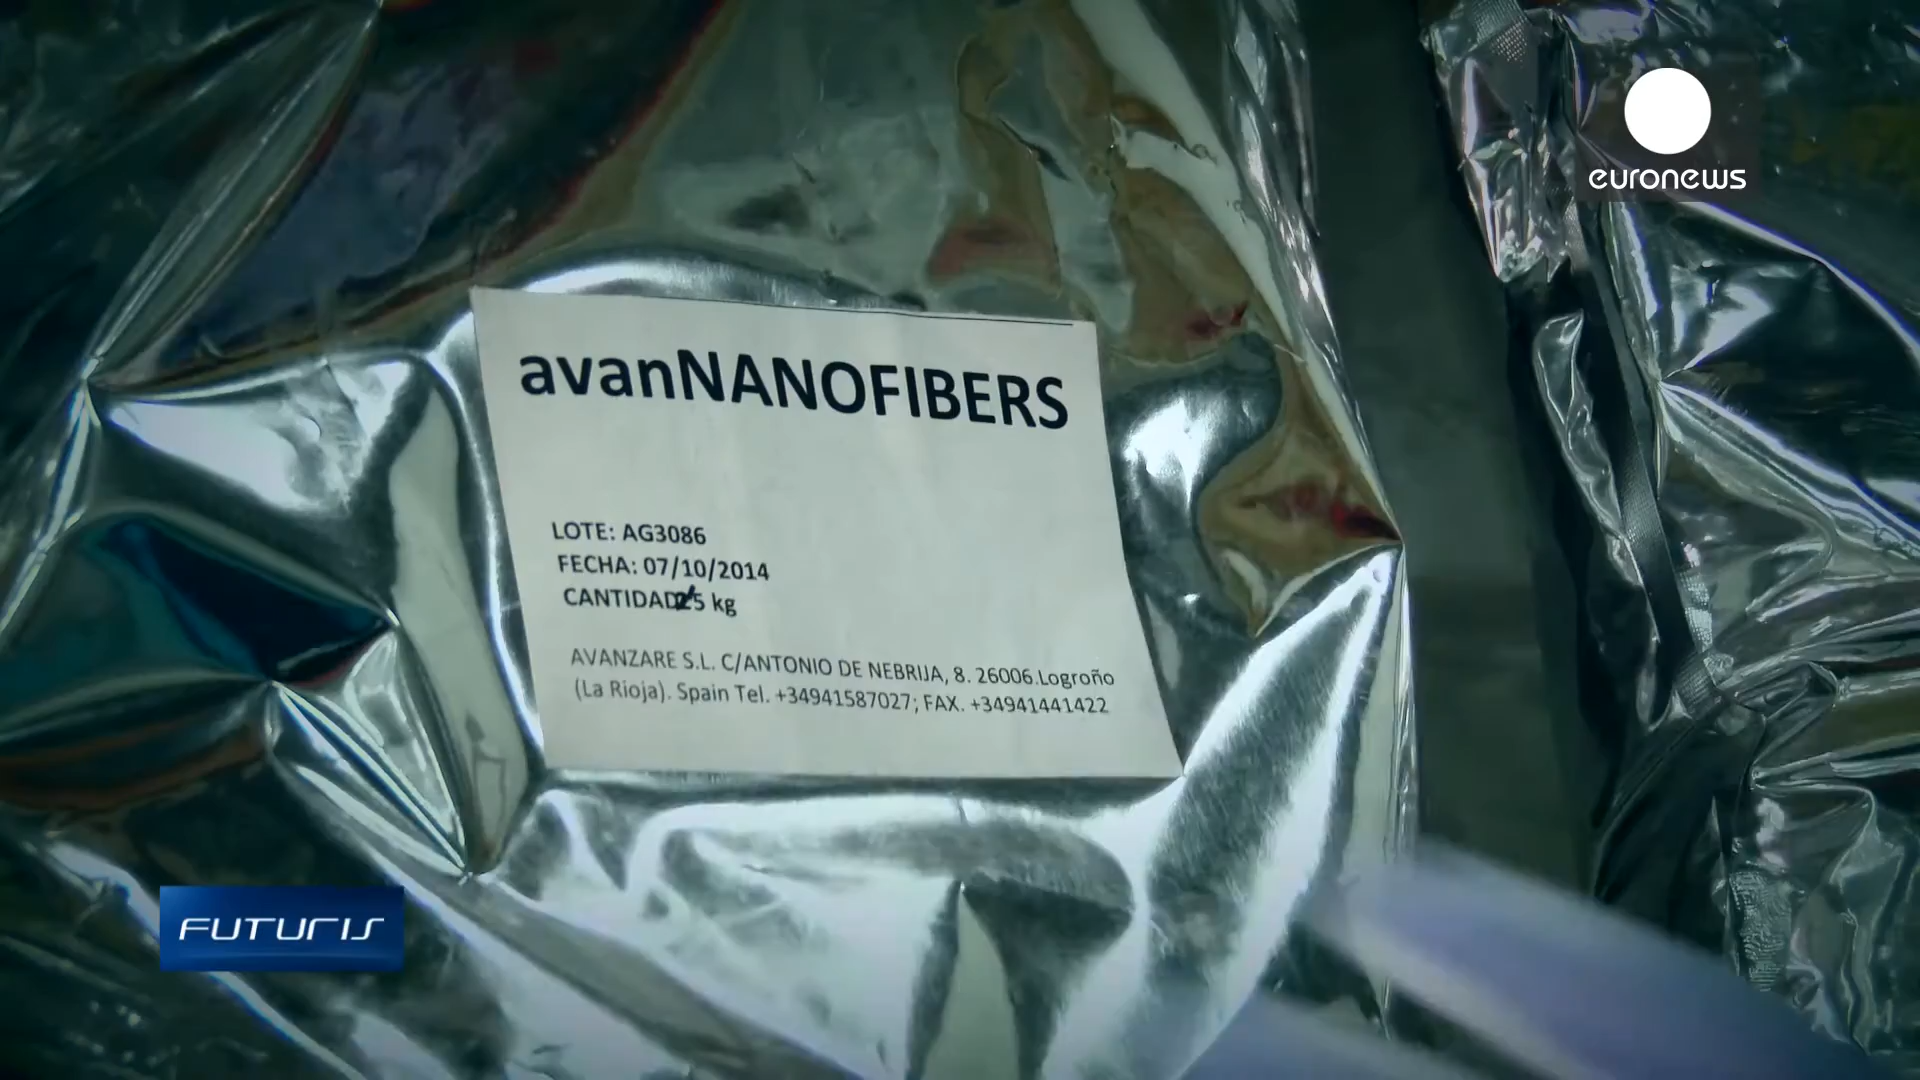 euronews
avanNANOFIBERS
LOTE: AG3086
FECHA: 07/10/2014
CANTIDAD 5 kg
AVANZARE S.L. C/ANTONIO DE NEBRIJA, 8. 26006.Logroño
(La Rioja). Spain Tel. +34941587027; FAX. +34941441422
FUTURIS